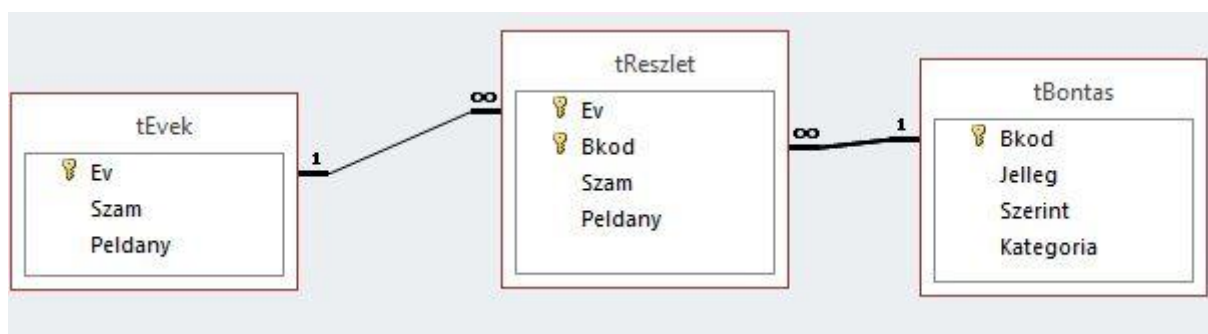 tEvek
Ev
Szam
Peldany
1
∞
tReszlet
Ev
Bkod
Szam
Peldany
∞
1
tBontas
Bkod
Jelleg
Szerint
Kategoria